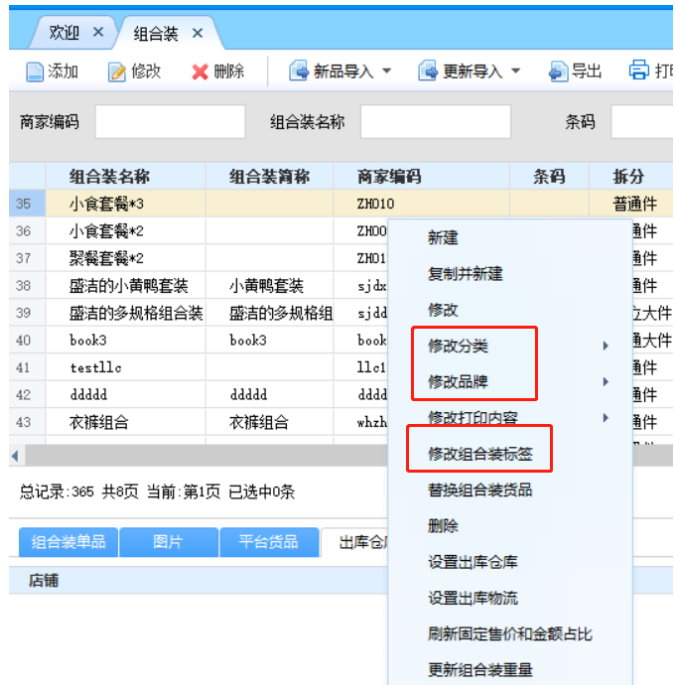 欢迎 × 组合装 ×
添加 修改 删除 新品导入 更新导入 导出
商家编码 组合装名称 条码
组合装名称 组合装简称 商家编码 条码 拆分
35 小食套餐*3 ZH010 普通件
36 小食套餐*2 ZH00 通件
37 聚餐套餐*2 ZH01 通件
38 盛洁的小黄鸭套装 小黄鸭套装 sjdx 通件
39 盛洁的多规格组合装 盛洁的多规格组 sjdd 立大件
40 book3 book3 book 通大件
41 testllc llc1 通件
42 ddddd ddddd dddd 通件
43 衣裤组合 衣裤组合 whzh 通件
总记录:365 共8页 当前:第1页 已选中0条
组合装单品 图片 平台货品 出库仓
店铺
新建
复制并新建
修改
修改分类
修改品牌
修改打印内容
修改组合装标签
替换组合装货品
删除
设置出库仓库
设置出库物流
刷新固定售价和金额占比
更新组合装重量